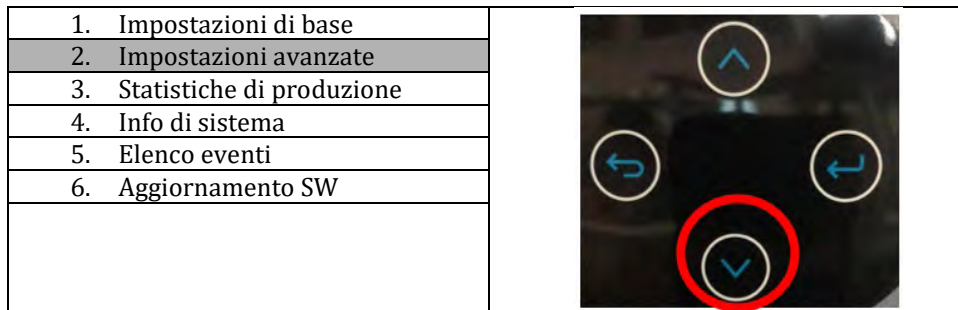 1. Impostazioni di base
2. Impostazioni avanzate
3. Statistiche di produzione
4. Info di sistema
5. Elenco eventi
6. Aggiornamento SW